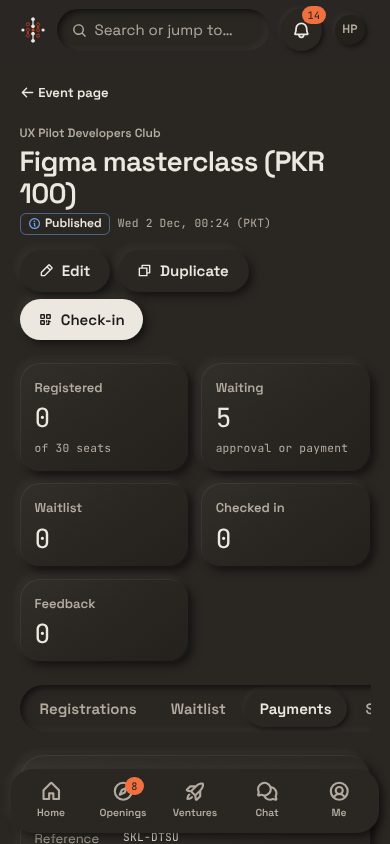 Search or jump to...
14
HP
← Event page
UX Pilot Developers Club
Figma masterclass (PKR
100)
Published
Wed 2 Dec, 00:24 (PKT)
Edit
Duplicate
Check-in
Registered
0
of 30 seats
Waiting
5
approval or payment
Waitlist
0
Checked in
0
Feedback
0
Registrations
Waitlist
Payments
8
Home
Openings
Ventures
Chat
Me
Reference
SKL-DTSU